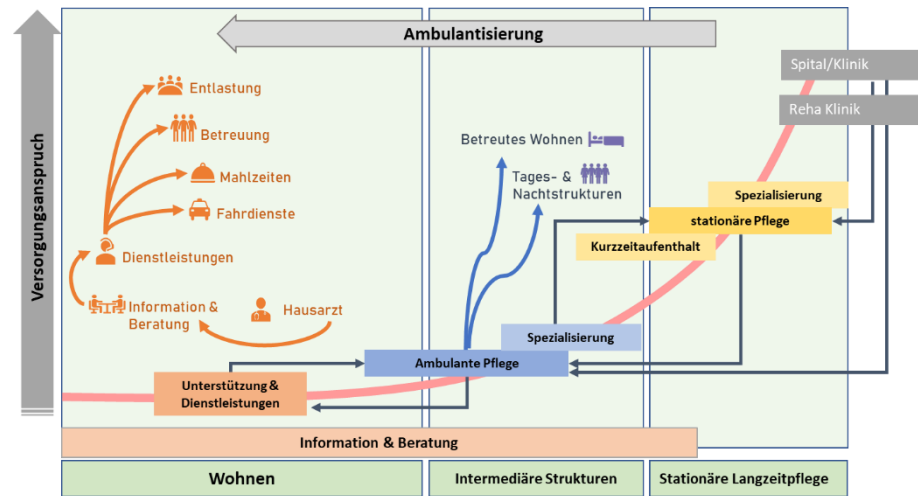 Versorgungsanspruch
Ambulantisierung
Spital/Klinik
Reha Klinik
Entlastung
Betreuung
Mahlzeiten
Fahrdienste
Dienstleistungen
Information &
Beratung
Hausarzt
Betreutes Wohnen
Tages- &
Nachtstrukturen
Spezialisierung
stationäre Pflege
Kurzzeitaufenthalt
Spezialisierung
Ambulante Pflege
Unterstützung &
Dienstleistungen
Information & Beratung
Wohnen
Intermediäre Strukturen
Stationäre Langzeitpflege